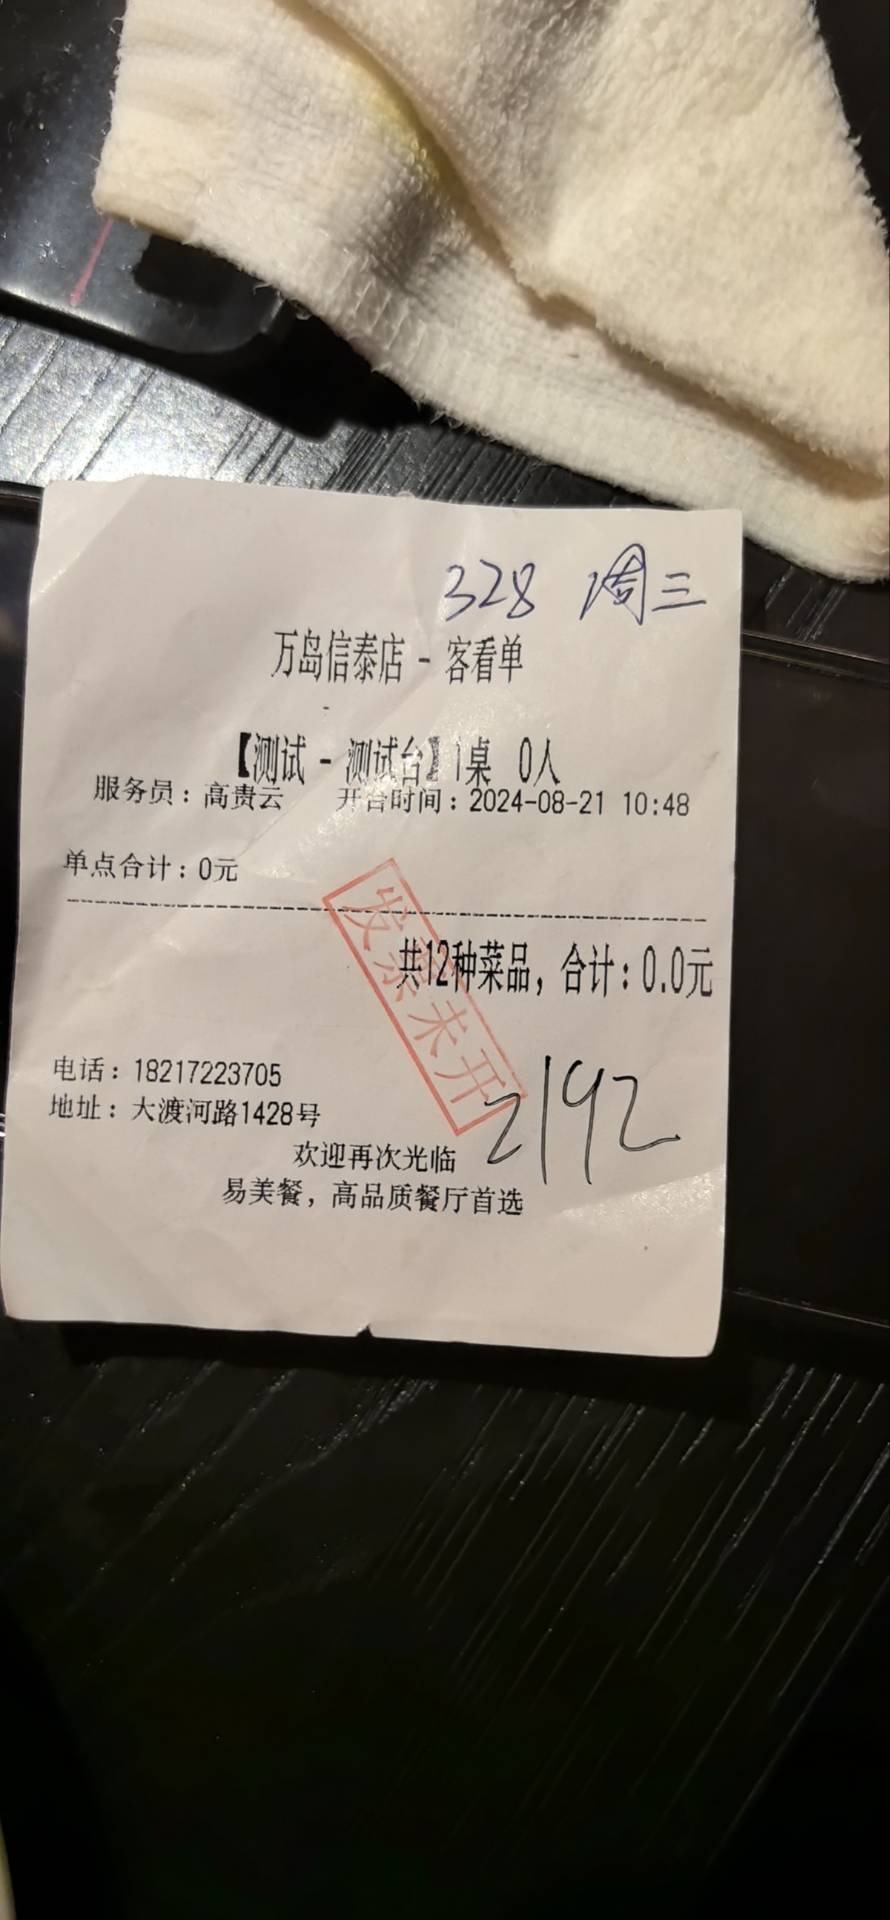 328 周三
万岛信泰店 - 客看单
-
【测试 - 测试台】1桌 0人
服务员：高贵云 开台时间：2024-08-21 10:48
单点合计：0元
共12种菜品，合计：0.0元
发票未开
电话：18217223705
地址：大渡河路1428号
2192
欢迎再次光临
易美餐，高品质餐厅首选